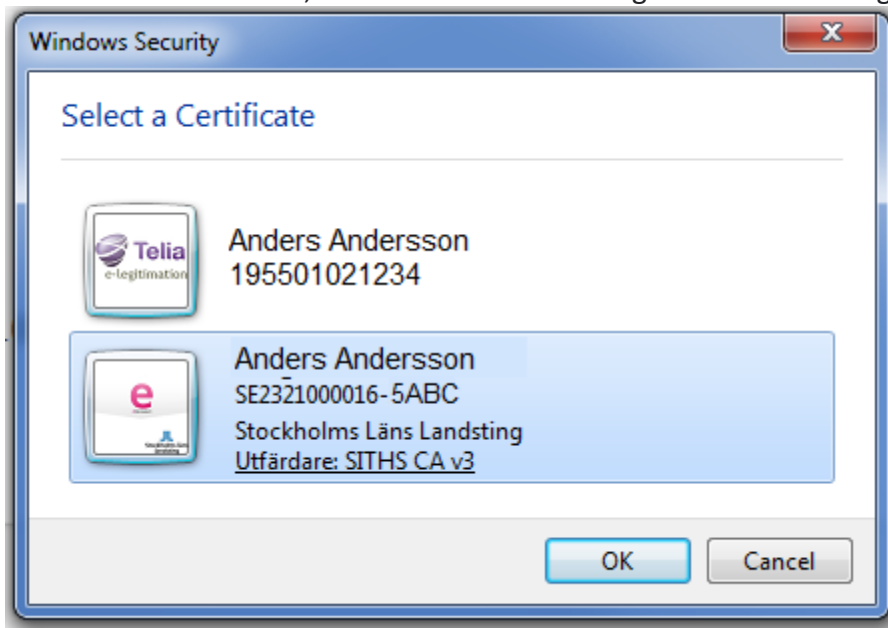 Windows Security
Select a Certificate
Telia
e-legitimation
Anders Andersson
195501021234
e
Anders Andersson
SE2321000016-5ABC
Stockholms Läns Landsting
Utfärdare: SITHS CA v3
OK
Cancel